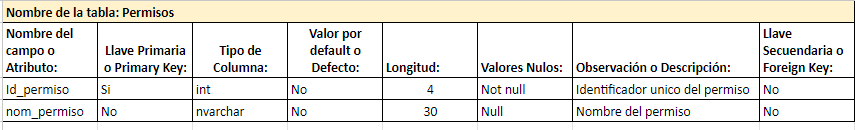 Nombre de la tabla: Permisos
Nombre del campo o Atributo: Llave Primaria o Primary Key: Tipo de Columna: Valor por default o Defecto: Longitud: Valores Nulos: Observación o Descripción: Llave Secuendaria o Foreign Key:
Id_permiso Si int No 4 Not null Identificador unico del permiso No
nom_permiso No nvarchar No 30 Null Nombre del permiso No